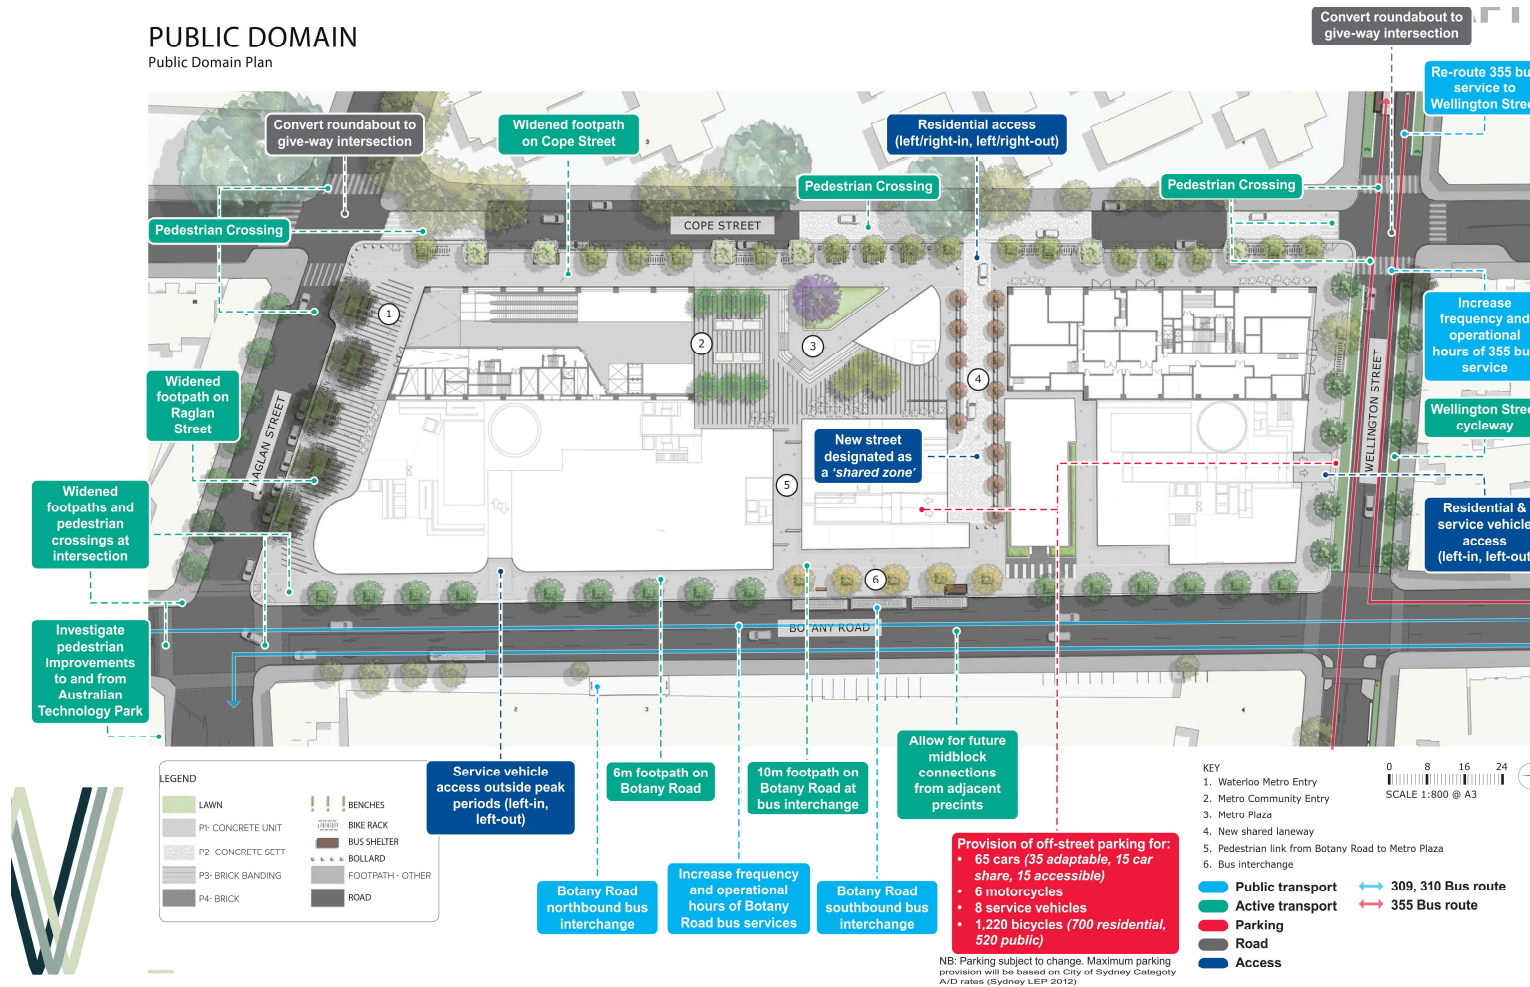 PUBLIC DOMAIN
Public Domain Plan
Convert roundabout to
give-way intersection
Re-route 355 bu
service to
Wellington Stree
Convert roundabout to
give-way intersection
Widened footpath
on Cope Street
Residential access
(left/right-in, left/right-out)
Pedestrian Crossing
Pedestrian Crossing
Pedestrian Crossing
COPE STREET
1
2
3
4
5
6
Increase
frequency and
operational
hours of 355 bu
service
Widened
footpath on
Raglan
Street
RAGLAN STREET
WELLINGTON STREET
Wellington Stree
cycleway
New street
designated as
a ‘shared zone’
Widened
footpaths and
pedestrian
crossings at
intersection
Residential &
service vehicle
access
(left-in, left-out
BOTANY ROAD
Investigate
pedestrian
Improvements
to and from
Australian
Technology Park
3
4
2
3
4
Service vehicle
access outside peak
periods (left-in,
left-out)
6m footpath on
Botany Road
10m footpath on
Botany Road at
bus interchange
Allow for future
midblock
connections
from adjacent
precints
Botany Road
northbound bus
interchange
Increase frequency
and operational
hours of Botany
Road bus services
Botany Road
southbound bus
interchange
Provision of off-street parking for:
• 65 cars (35 adaptable, 15 car
share, 15 accessible)
• 6 motorcycles
• 8 service vehicles
• 1,220 bicycles (700 residential,
520 public)
NB: Parking subject to change. Maximum parking
provision will be based on City of Sydney Categoty
A/D rates (Sydney LEP 2012)
LEGEND
LAWN
P1- CONCRETE UNIT
P2 CONCRETE SETT
P3- BRICK BANDING
P4- BRICK
BENCHES
BIKE RACK
BUS SHELTER
BOLLARD
FOOTPATH - OTHER
ROAD
KEY
1. Waterloo Metro Entry
2. Metro Community Entry
3. Metro Plaza
4. New shared laneway
5. Pedestrian link from Botany Road to Metro Plaza
6. Bus interchange
0 8 16 24
SCALE 1:800 @ A3
Public transport
Active transport
Parking
Road
Access
309, 310 Bus route
355 Bus route